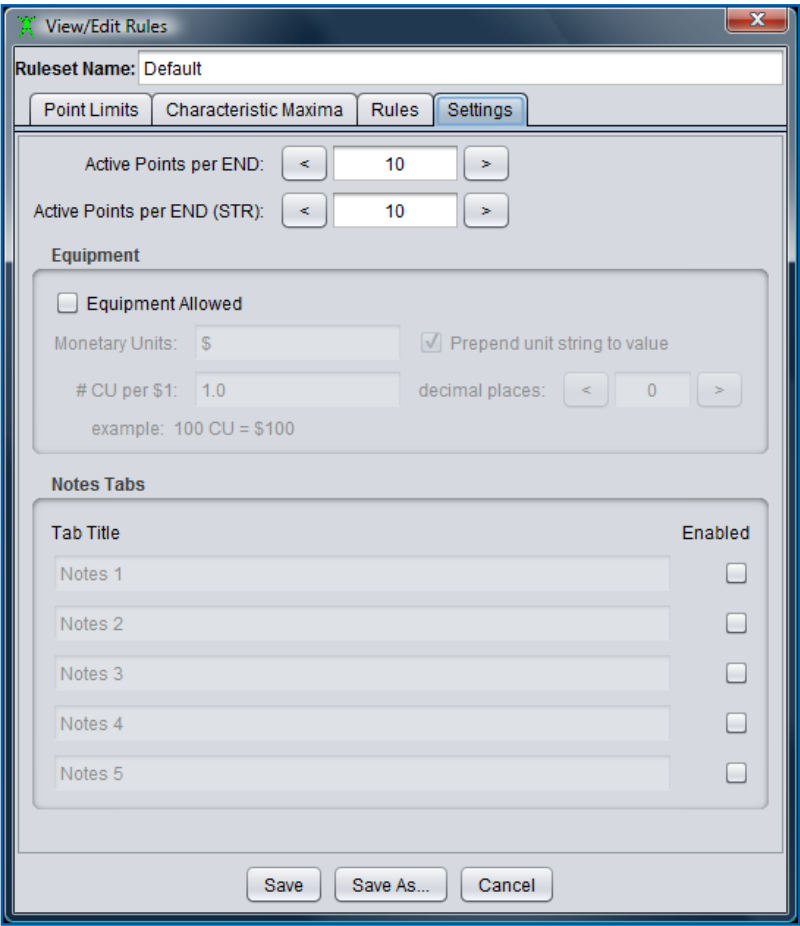 View/Edit Rules
x
Ruleset Name: Default
Point Limits Characteristic Maxima Rules Settings
Active Points per END: < 10 >
Active Points per END (STR): < 10 >
Equipment
Equipment Allowed
Monetary Units: $ Prepend unit string to value
# CU per $1: 1.0 decimal places: < 0 >
example: 100 CU = $100
Notes Tabs
Tab Title Enabled
Notes 1
Notes 2
Notes 3
Notes 4
Notes 5
Save Save As... Cancel